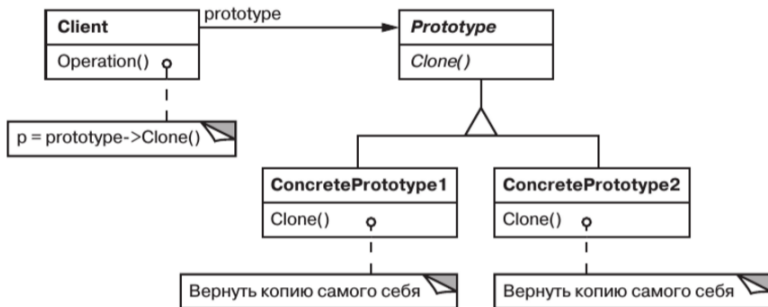 prototype
Client
Prototype
Operation()
Clone()
p = prototype->Clone()
ConcretePrototype1
ConcretePrototype2
Clone()
Clone()
Вернуть копию самого себя
Вернуть копию самого себя